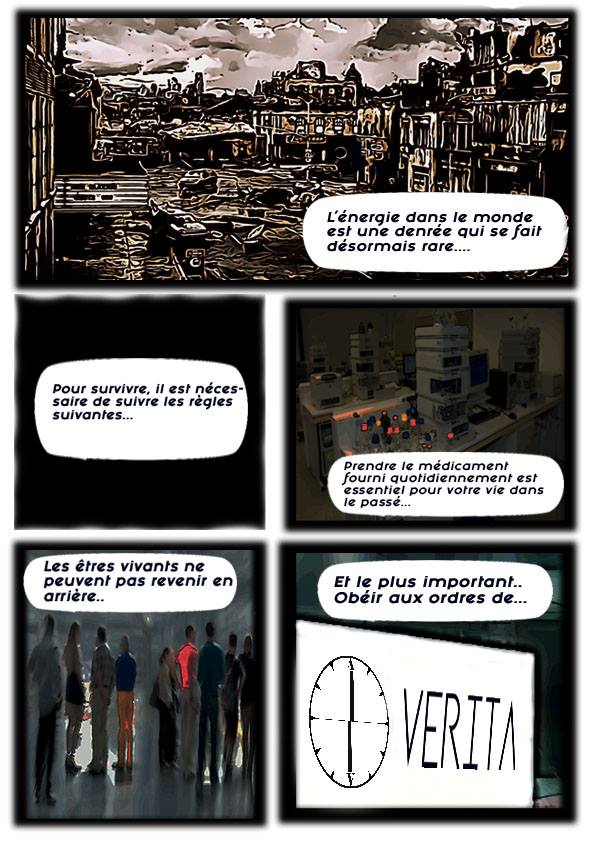 L'énergie dans le monde
est une denrée qui se fait
désormais rare....
Pour survivre, il est néces-
saire de suivre les règles
suivantes...
Prendre le médicament
fourni quotidiennement est
essentiel pour votre vie dans
le passé...
Les êtres vivants ne
peuvent pas revenir en
arrière..
Et le plus important..
Obéir aux ordres de...
VERITΛ